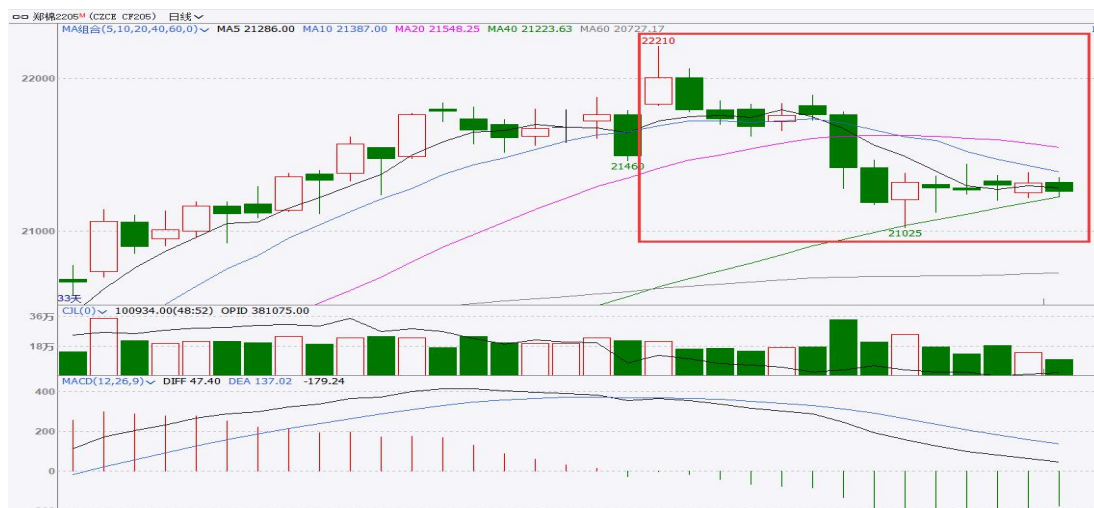 郑棉2205M (CZCE CF205) 日线
MA组合(5,10,20,40,60,0) MA5 21286.00 MA10 21387.00 MA20 21548.25 MA40 21223.63 MA60 20727.17
22210
22000
21460
21000
21025
33天
CJL(0) 100934.00(48:52) OPID 381075.00
36万
18万
MACD(12,26,9) DIFF 47.40 DEA 137.02 -179.24
400
200
0